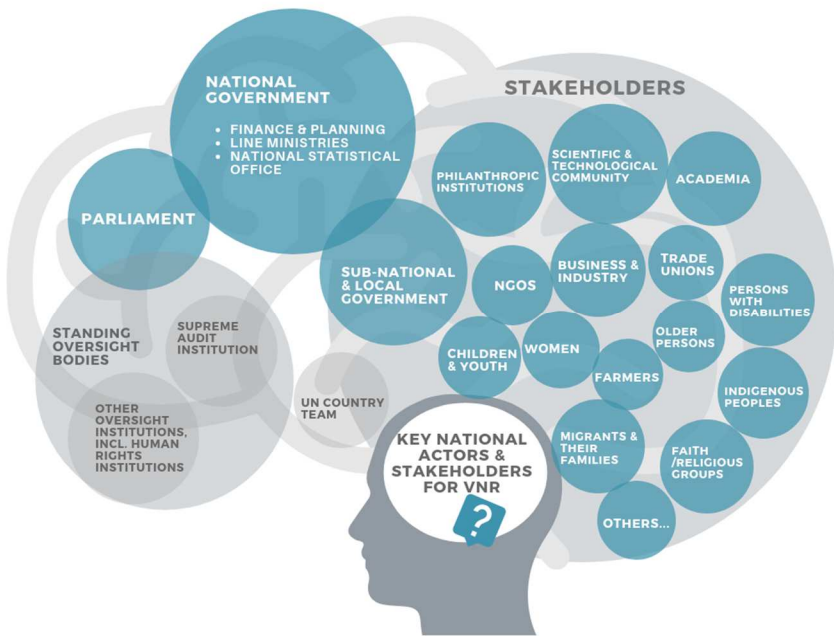 NATIONAL
GOVERNMENT
• FINANCE & PLANNING
• LINE MINISTRIES
• NATIONAL STATISTICAL
OFFICE
PARLIAMENT
SUB-NATIONAL
& LOCAL
GOVERNMENT
STANDING
OVERSIGHT
BODIES
SUPREME
AUDIT
INSTITUTION
OTHER
OVERSIGHT
INSTITUTIONS,
INCL. HUMAN
RIGHTS
INSTITUTIONS
UN COUNTRY
TEAM
STAKEHOLDERS
PHILANTHROPIC
INSTITUTIONS
SCIENTIFIC &
TECHNOLOGICAL
COMMUNITY
ACADEMIA
NGOS
BUSINESS &
INDUSTRY
TRADE
UNIONS
PERSONS
WITH
DISABILITIES
CHILDREN
& YOUTH
WOMEN
FARMERS
OLDER
PERSONS
INDIGENOUS
PEOPLES
MIGRANTS &
THEIR
FAMILIES
FAITH
/RELIGIOUS
GROUPS
OTHERS...
KEY NATIONAL
ACTORS &
STAKEHOLDERS
FOR VNR
?